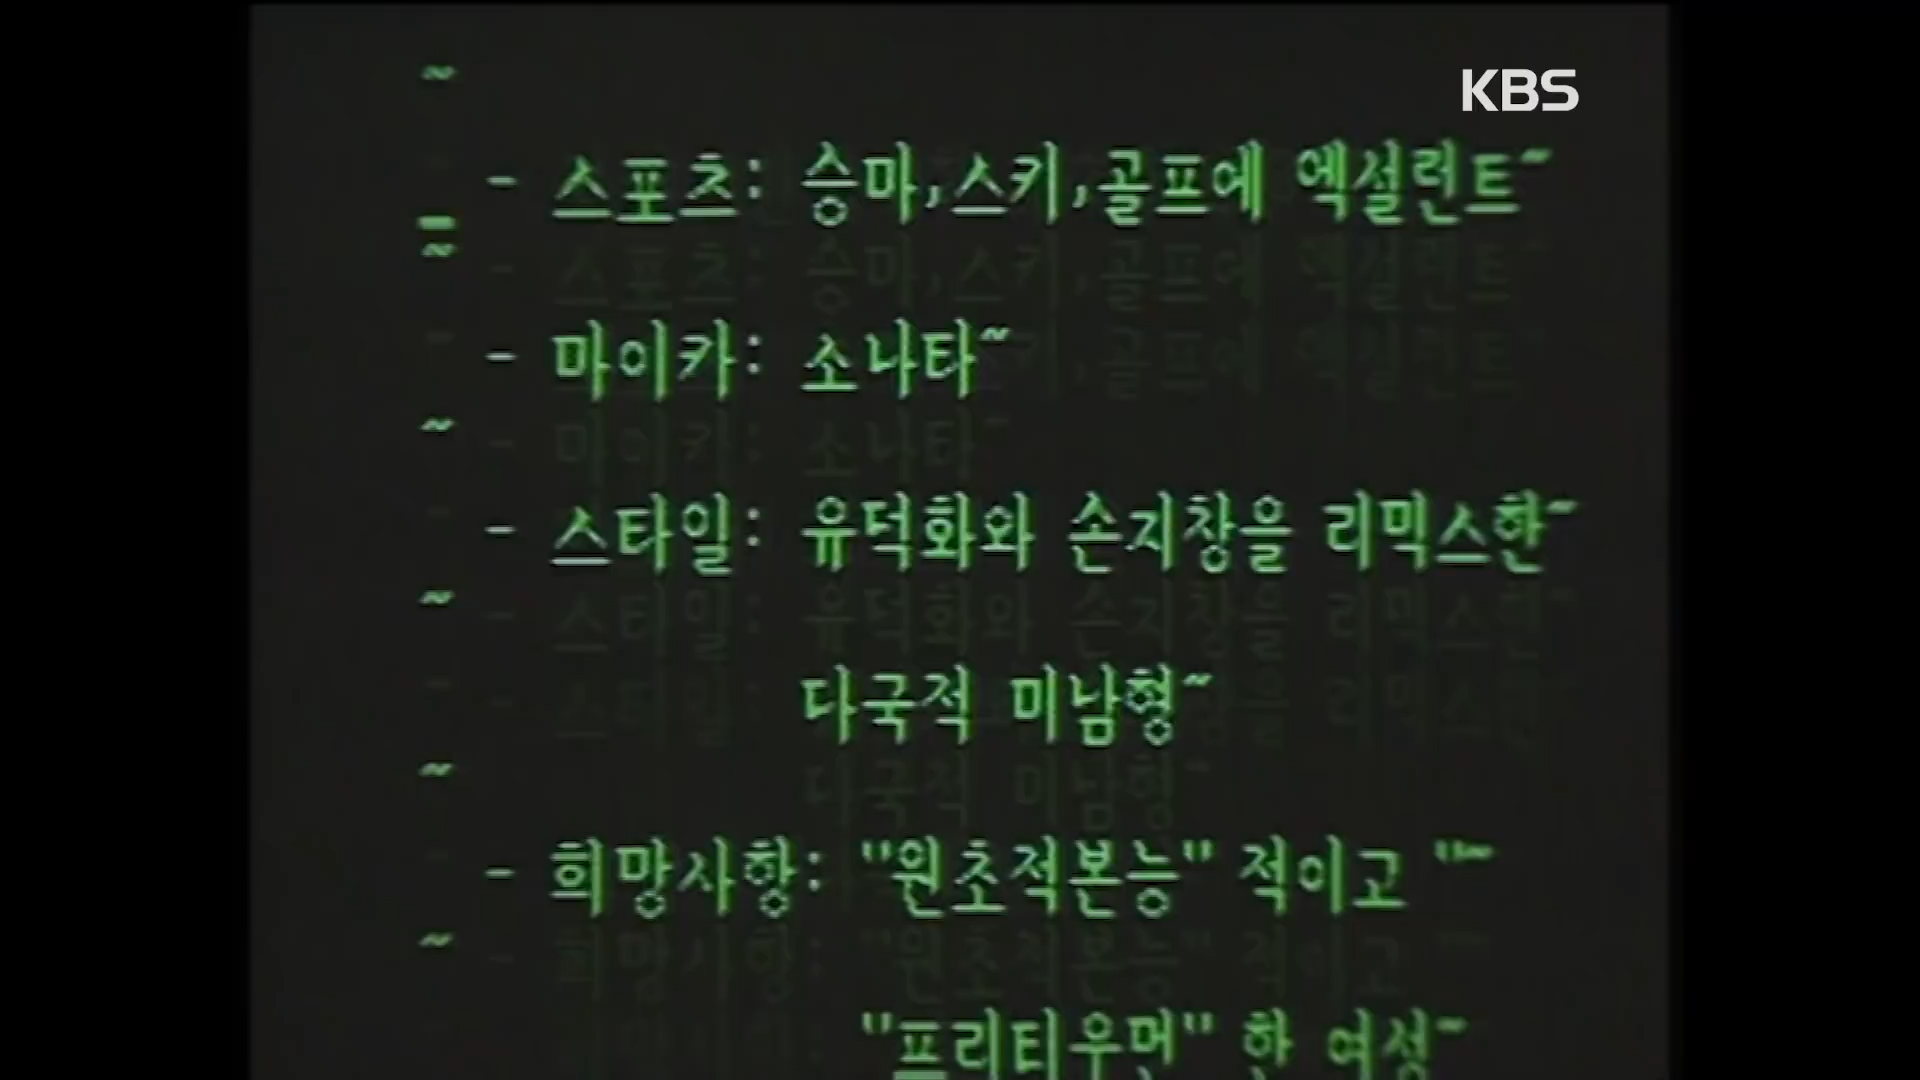 KBS
~
- 스포츠: 승마,스키,골프에 엑설런트~
~
- 마이카: 소나타~
~
- 스타일: 유덕화와 손지창을 리믹스한~
~
다국적 미남형~
~
- 희망사항: "원초적본능" 적이고 "~
~
"프리티우먼" 한 여성~